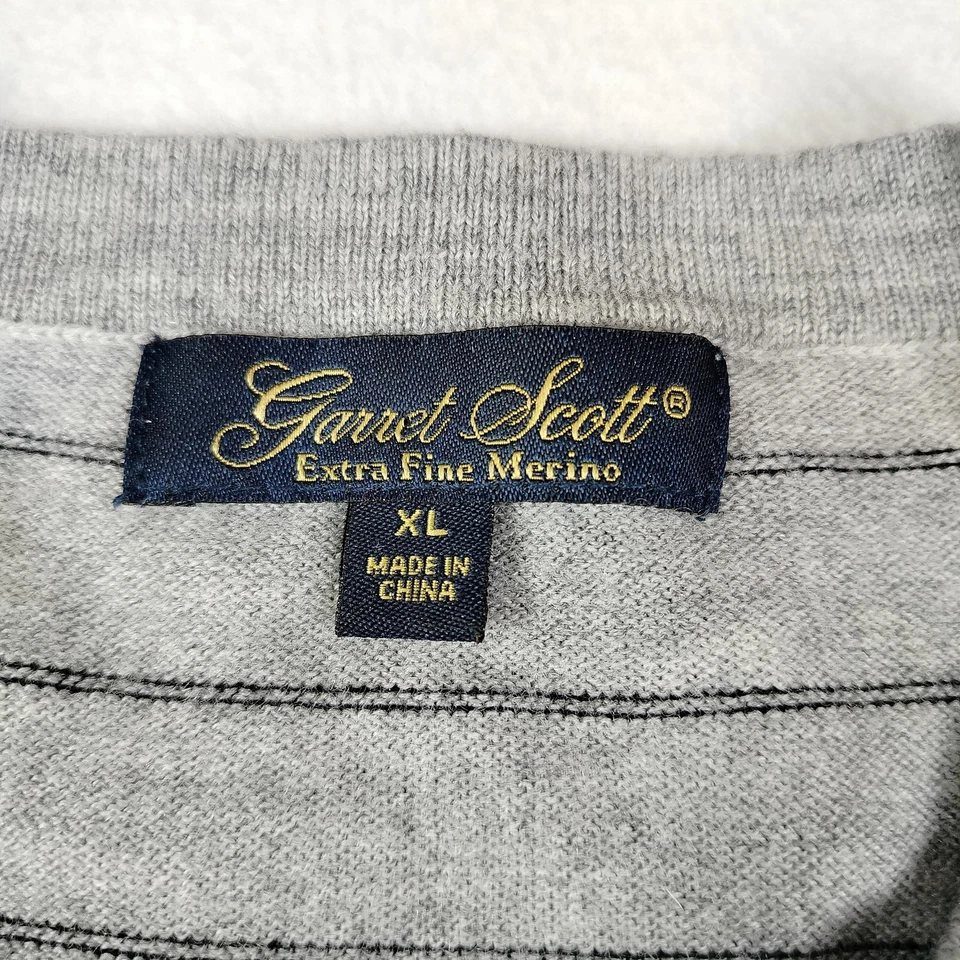 Garret Scott®
Extra Fine Merino
XL
MADE IN
CHINA